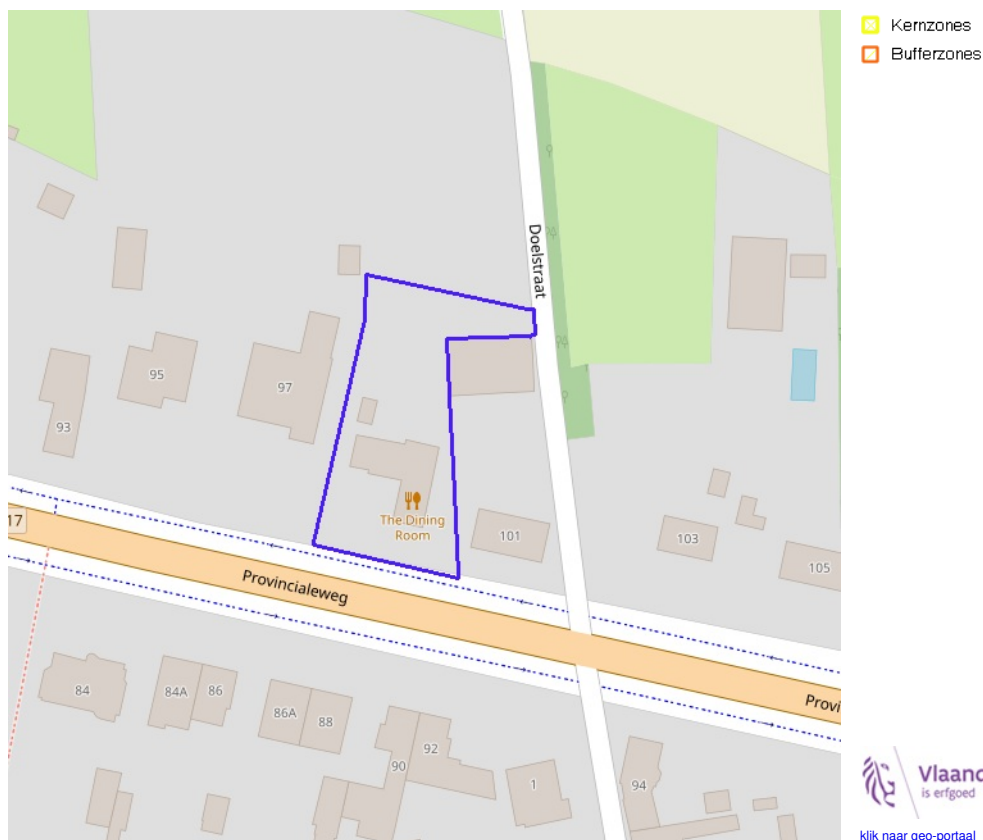 Kernzones
Bufferzones
Doelstraat
95
97
93
The Dining
Room
101
103
105
17
Provincialeweg
Provi
84
84A
86
86A
88
92
90
1
94
Vlaand
is erfgoed
klik naar geo-portaal